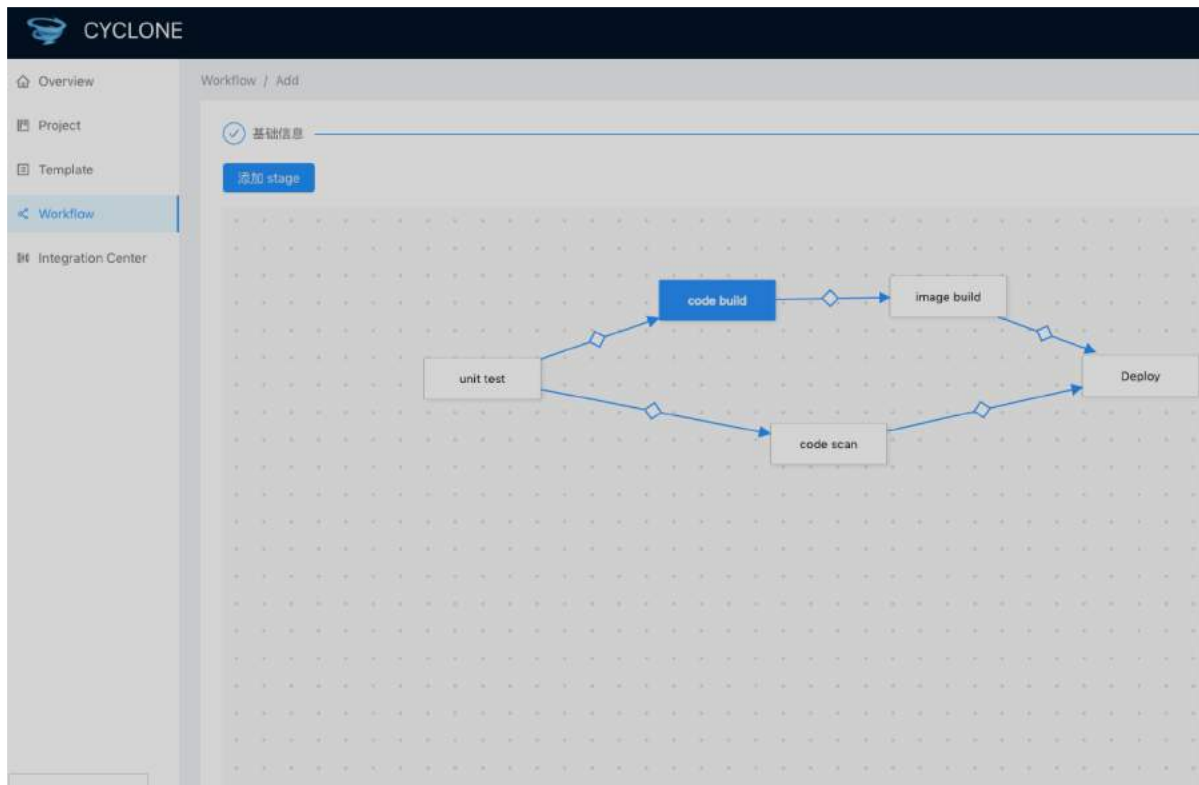 CYCLONE
Overview
Project
Template
Workflow
Integration Center
Workflow / Add
基础信息
添加 stage
code build
image build
unit test
Deploy
code scan